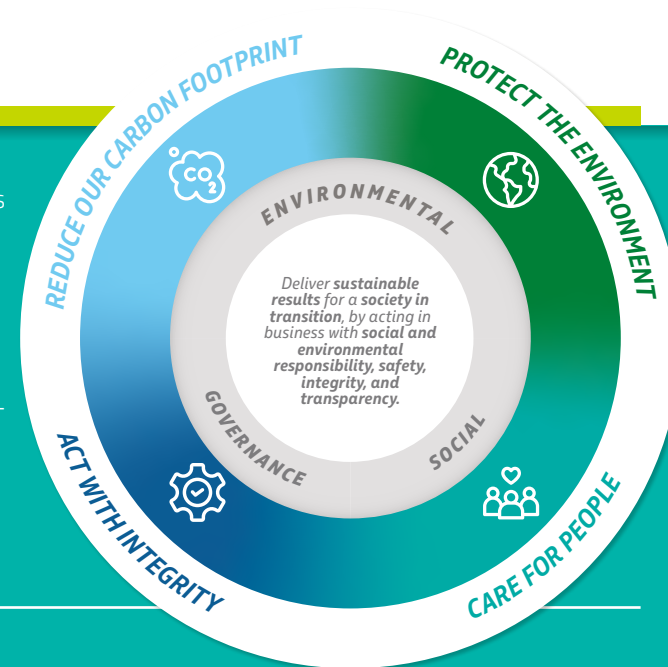 REDUCE OUR CARBON FOOTPRINT
PROTECT THE ENVIRONMENT
CO2
ENVIRONMENTAL
Deliver sustainable
results for a society in
transition, by acting in
business with social and
environmental
responsibility, safety,
integrity, and
transparency.
GOVERNANCE
SOCIAL
ACT WITH INTEGRITY
CARE FOR PEOPLE